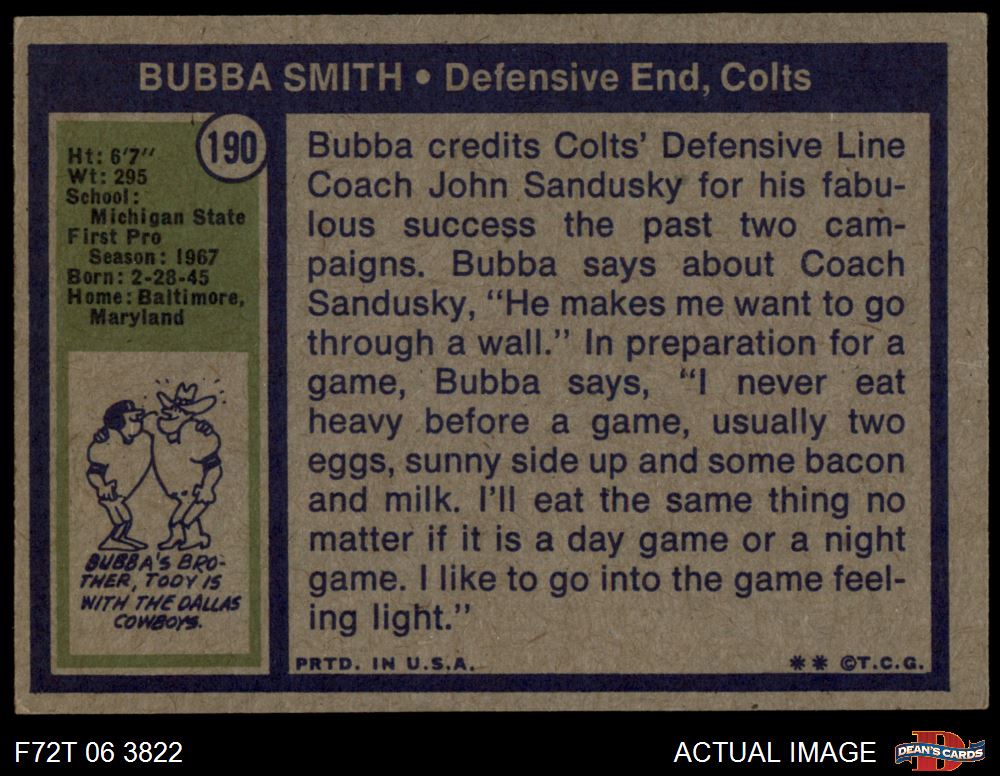 BUBBA SMITH • Defensive End, Colts
190
Ht: 6'7"
Wt: 295
School:
Michigan State
First Pro
Season: 1967
Born: 2-28-45
Home: Baltimore,
Maryland
BUBBA'S BRO-
THER, TODY IS
WITH THE DALLAS
COWBOYS.
Bubba credits Colts' Defensive Line
Coach John Sandusky for his fabu-
lous success the past two cam-
paigns. Bubba says about Coach
Sandusky, "He makes me want to go
through a wall." In preparation for a
game, Bubba says, "I never eat
heavy before a game, usually two
eggs, sunny side up and some bacon
and milk. I'll eat the same thing no
matter if it is a day game or a night
game. I like to go into the game feel-
ing light."
PRTD. IN U.S.A.
** ©T.C.G.
F72T 06 3822
ACTUAL IMAGE
D
DEAN'S CARDS